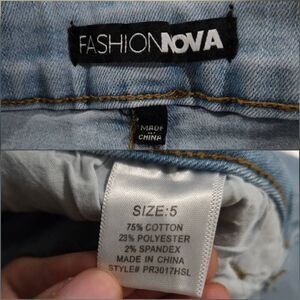 FASHIONNOVA
MADE
IN
CHINA
SIZE:5
75% COTTON
23% POLYESTER
2% SPANDEX
MADE IN CHINA
STYLE# PR3017HSL